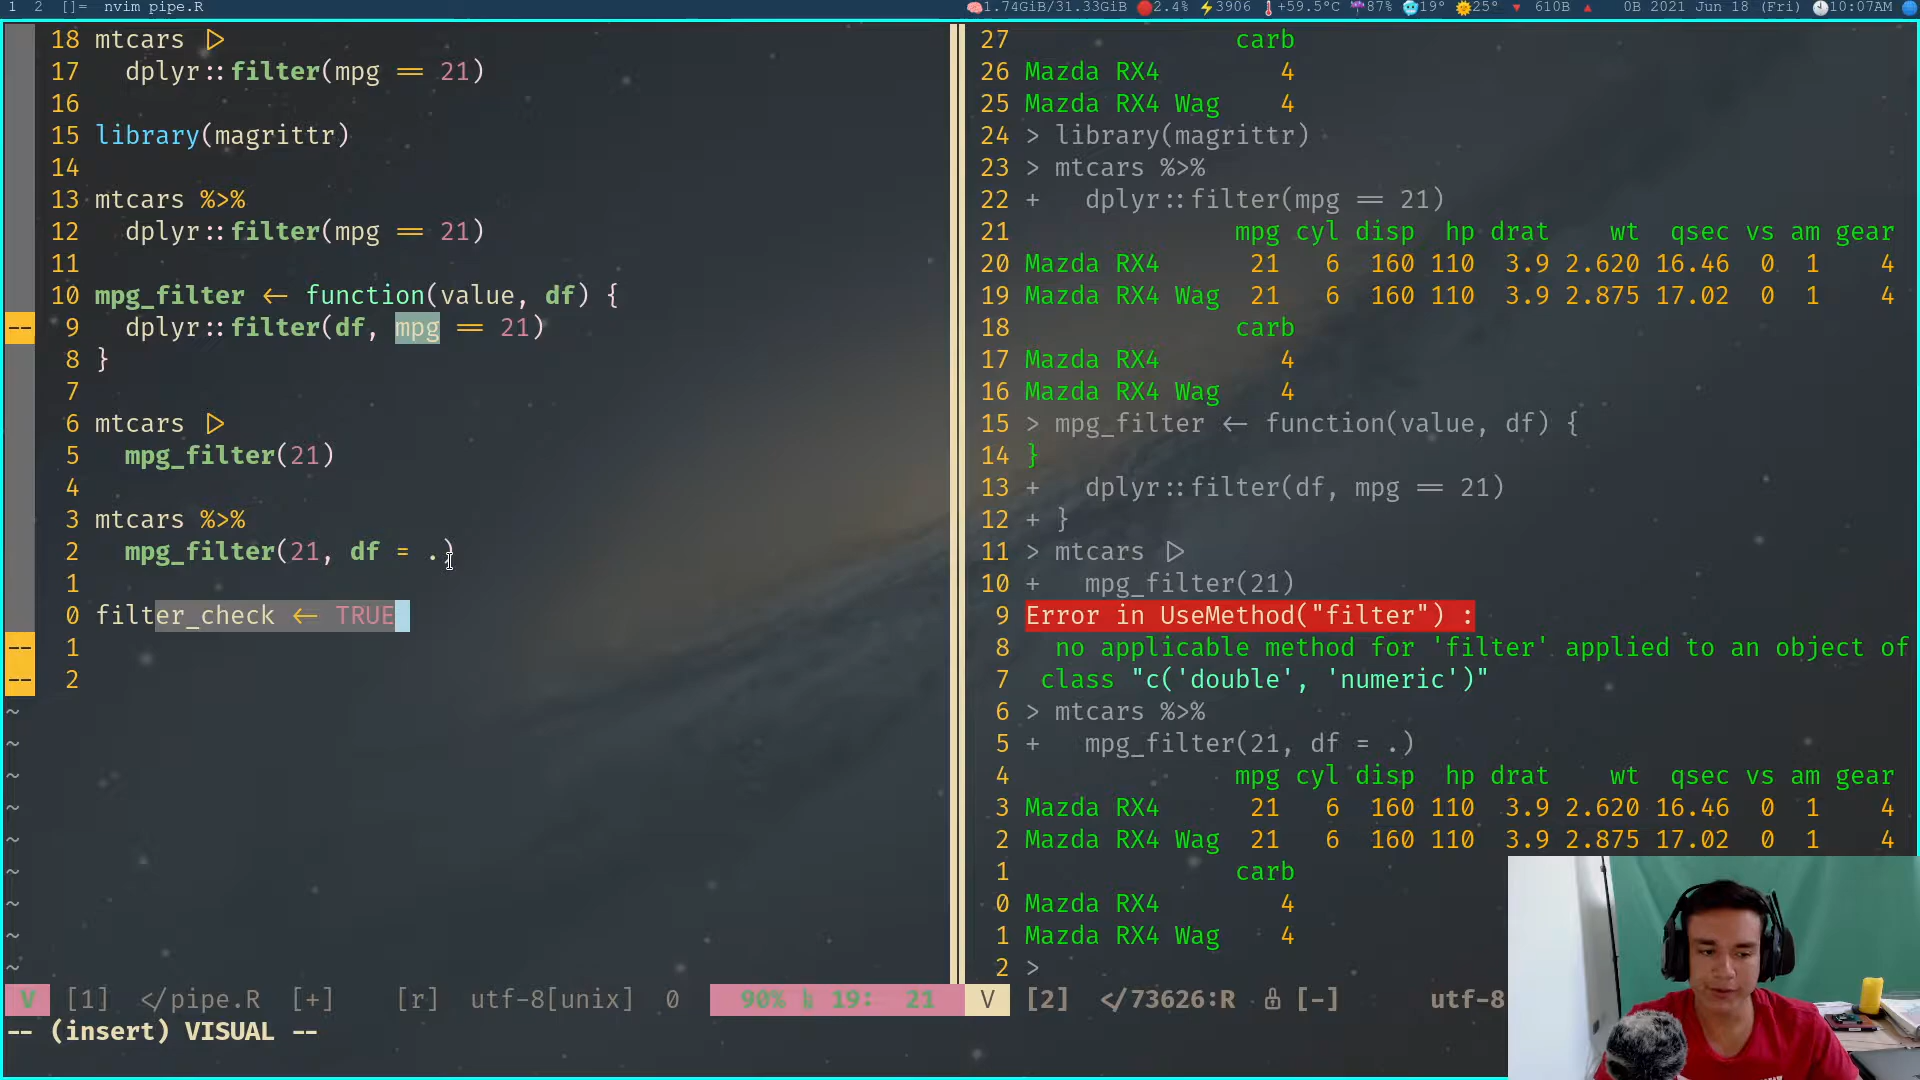 1 2 []= nvim pipe.R 1.74GiB/31.33GiB 2.4% 3906 +59.5°C 87% 19° 25° 610B 0B 2021 Jun 18 (Fri) 10:07AM
18 mtcars |>
17 dplyr::filter(mpg == 21)
16
15 library(magrittr)
14
13 mtcars %>%
12 dplyr::filter(mpg == 21)
11
10 mpg_filter <- function(value, df) {
-- 9 dplyr::filter(df, mpg == 21)
8 }
7
6 mtcars |>
5 mpg_filter(21)
4
3 mtcars %>%
2 mpg_filter(21, df = .)
1
0 filter_check <- TRUE
-- 1
-- 2
~
~
~
~
~
~
~
~
~
V [1] </pipe.R [+] [r] utf-8[unix] 0 90% 19: 21
-- (insert) VISUAL --
27 carb
26 Mazda RX4 4
25 Mazda RX4 Wag 4
24 > library(magrittr)
23 > mtcars %>%
22 + dplyr::filter(mpg == 21)
21 mpg cyl disp hp drat wt qsec vs am gear
20 Mazda RX4 21 6 160 110 3.9 2.620 16.46 0 1 4
19 Mazda RX4 Wag 21 6 160 110 3.9 2.875 17.02 0 1 4
18 carb
17 Mazda RX4 4
16 Mazda RX4 Wag 4
15 > mpg_filter <- function(value, df) {
14 }
13 + dplyr::filter(df, mpg == 21)
12 + }
11 > mtcars |>
10 + mpg_filter(21)
9 Error in UseMethod("filter") :
8 no applicable method for 'filter' applied to an object of
7 class "c('double', 'numeric')"
6 > mtcars %>%
5 + mpg_filter(21, df = .)
4 mpg cyl disp hp drat wt qsec vs am gear
3 Mazda RX4 21 6 160 110 3.9 2.620 16.46 0 1 4
2 Mazda RX4 Wag 21 6 160 110 3.9 2.875 17.02 0 1 4
1 carb
0 Mazda RX4 4
1 Mazda RX4 Wag 4
2 >
V [2] </73626:R [-] utf-8